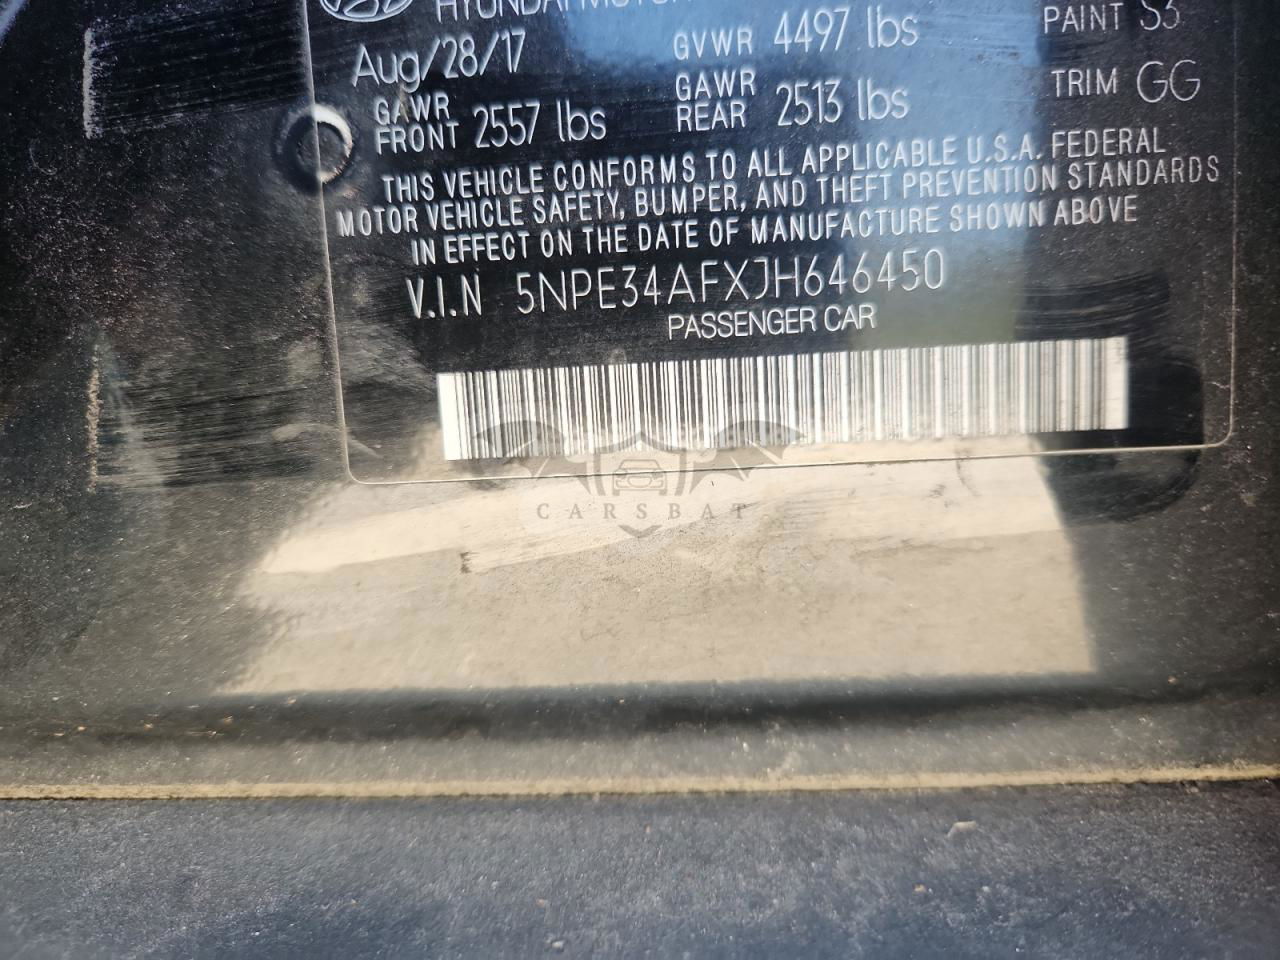 HYUNDAI MOTOR
Aug/28/17 GVWR 4497 lbs PAINT S3
GAWR FRONT 2557 lbs GAWR REAR 2513 lbs TRIM GG
THIS VEHICLE CONFORMS TO ALL APPLICABLE U.S.A. FEDERAL
MOTOR VEHICLE SAFETY, BUMPER, AND THEFT PREVENTION STANDARDS
IN EFFECT ON THE DATE OF MANUFACTURE SHOWN ABOVE
V.I.N 5NPE34AFXJH646450
PASSENGER CAR
CARSBAT